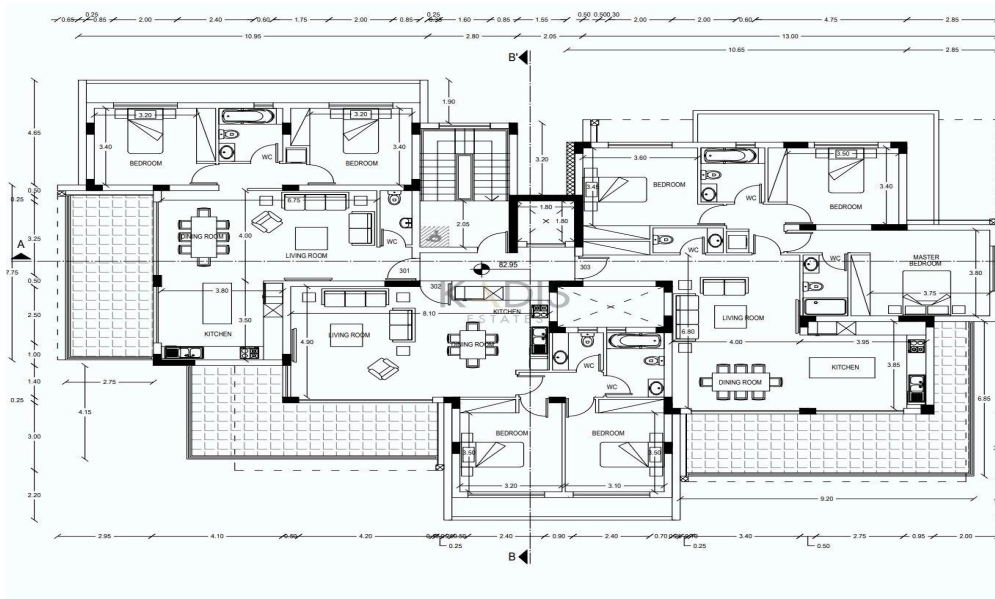 0.25 0.25
0.65 0.85 2.00 2.40 0.60 1.75 2.00 0.85 0.35 1.60 0.85 1.55 0.50 0.50 0.30 2.00 2.00 0.60 4.75 2.85
10.95 2.80 2.05 13.00
10.65 2.85
B'
1.90
4.65
3.20 3.20
3.40 3.40
BEDROOM WC BEDROOM
3.20
3.60 3.50
3.45 BEDROOM 3.40
WC BEDROOM
0.50
0.25
6.75
1.80
1.80
2.05
DINING ROOM 4.00
WC
LIVING ROOM
A
3.25
7.75
301 82.95 303
302
WC WC
MASTER
BEDROOM
3.80
3.75
0.50
3.80
3.50
KITCHEN
2.50
KADIS
ESTATES
8.10 KITCHEN
LIVING ROOM
4.90
DINING ROOM
6.80
LIVING ROOM
4.00 3.95
KITCHEN 3.85
DINING ROOM
1.00
1.40
0.25
2.75
4.15
WC
WC
6.85
3.00
BEDROOM BEDROOM
3.50 3.50
3.20 3.10
2.20
9.20
2.95 4.10 4.20 2.40 0.90 2.40 3.40 4.75 0.95 2.00
0.25 0.25 0.50
B